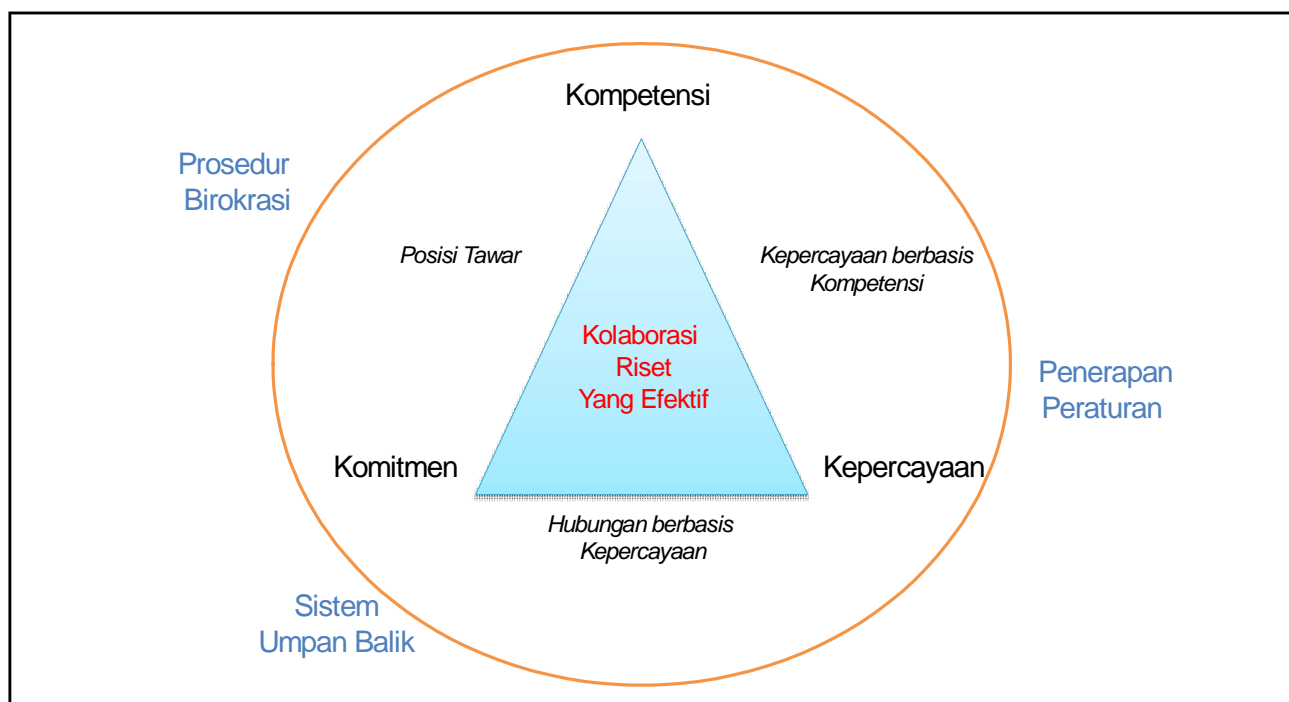 Kompetensi
Prosedur
Birokrasi
Posisi Tawar
Kepercayaan berbasis
Kompetensi
Kolaborasi
Riset
Yang Efektif
Penerapan
Peraturan
Komitmen
Kepercayaan
Hubungan berbasis
Kepercayaan
Sistem
Umpan Balik